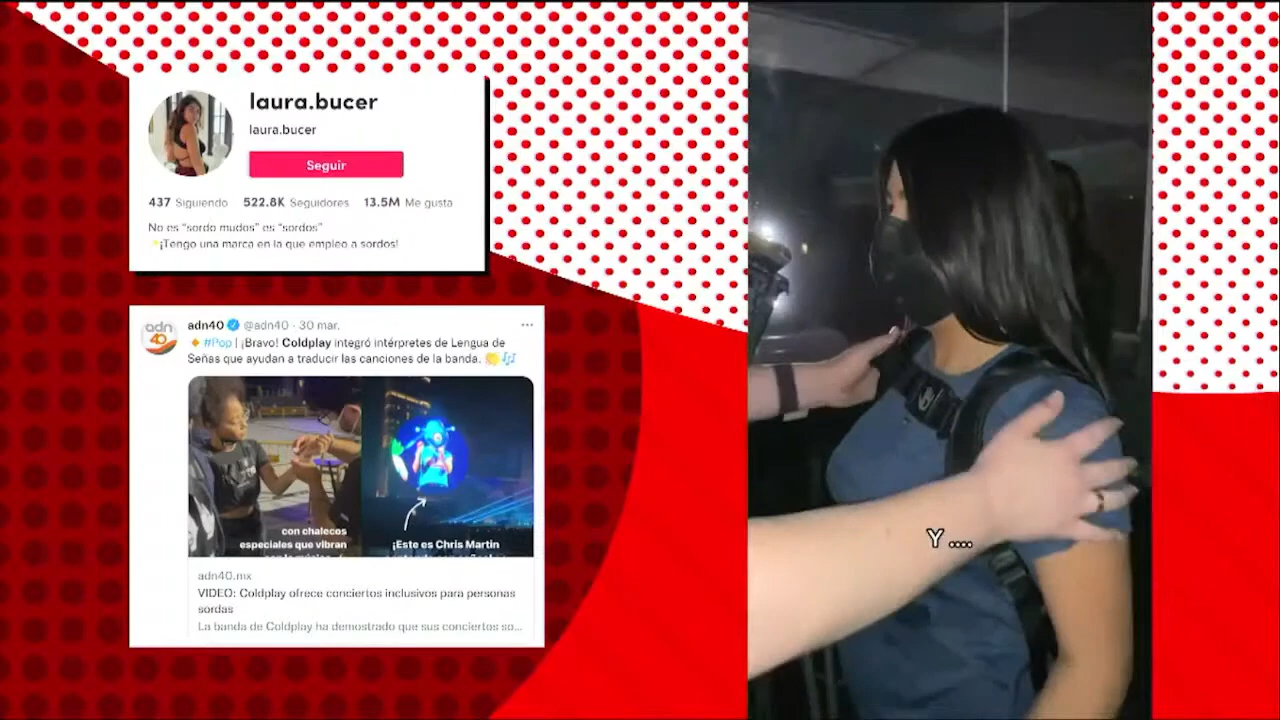 laura.bucer
laura.bucer
Seguir
437 Siguiendo 522.8K Seguidores 13.5M Me gusta
No es “sordo mudos” es “sordos”
¡Tengo una marca en la que empleo a sordos!
adn40
adn40 @adn40 · 30 mar.
#Pop | ¡Bravo! Coldplay integró intérpretes de Lengua de
Señas que ayudan a traducir las canciones de la banda.
con chalecos
especiales que vibran
¡Este es Chris Martin
adn40.mx
VIDEO: Coldplay ofrece conciertos inclusivos para personas
sordas
La banda de Coldplay ha demostrado que sus conciertos so...
Y ....